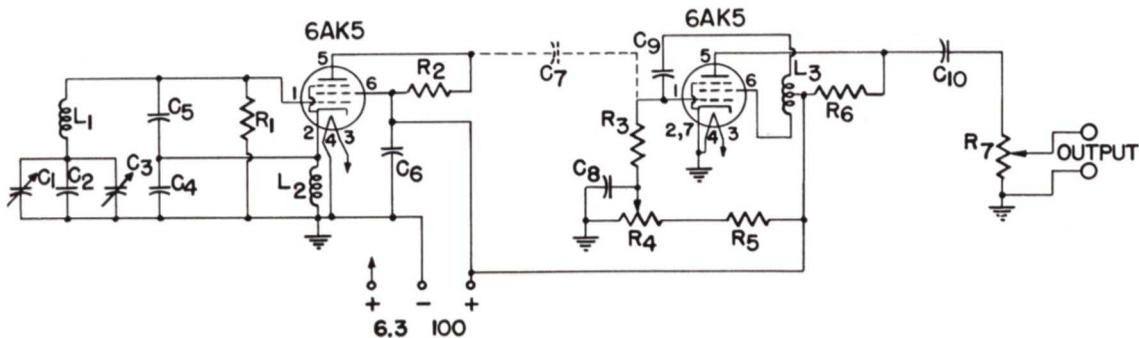 6AK5
6AK5
5
C9
5
R2
C7
L3
C10
1
6
1
6
R6
L1
C5
R1
R3
2
4
3
2,7
4
3
R7
OUTPUT
C1
C2
C3
C4
L2
C6
C8
R4
R5
+
−
+
6.3
100